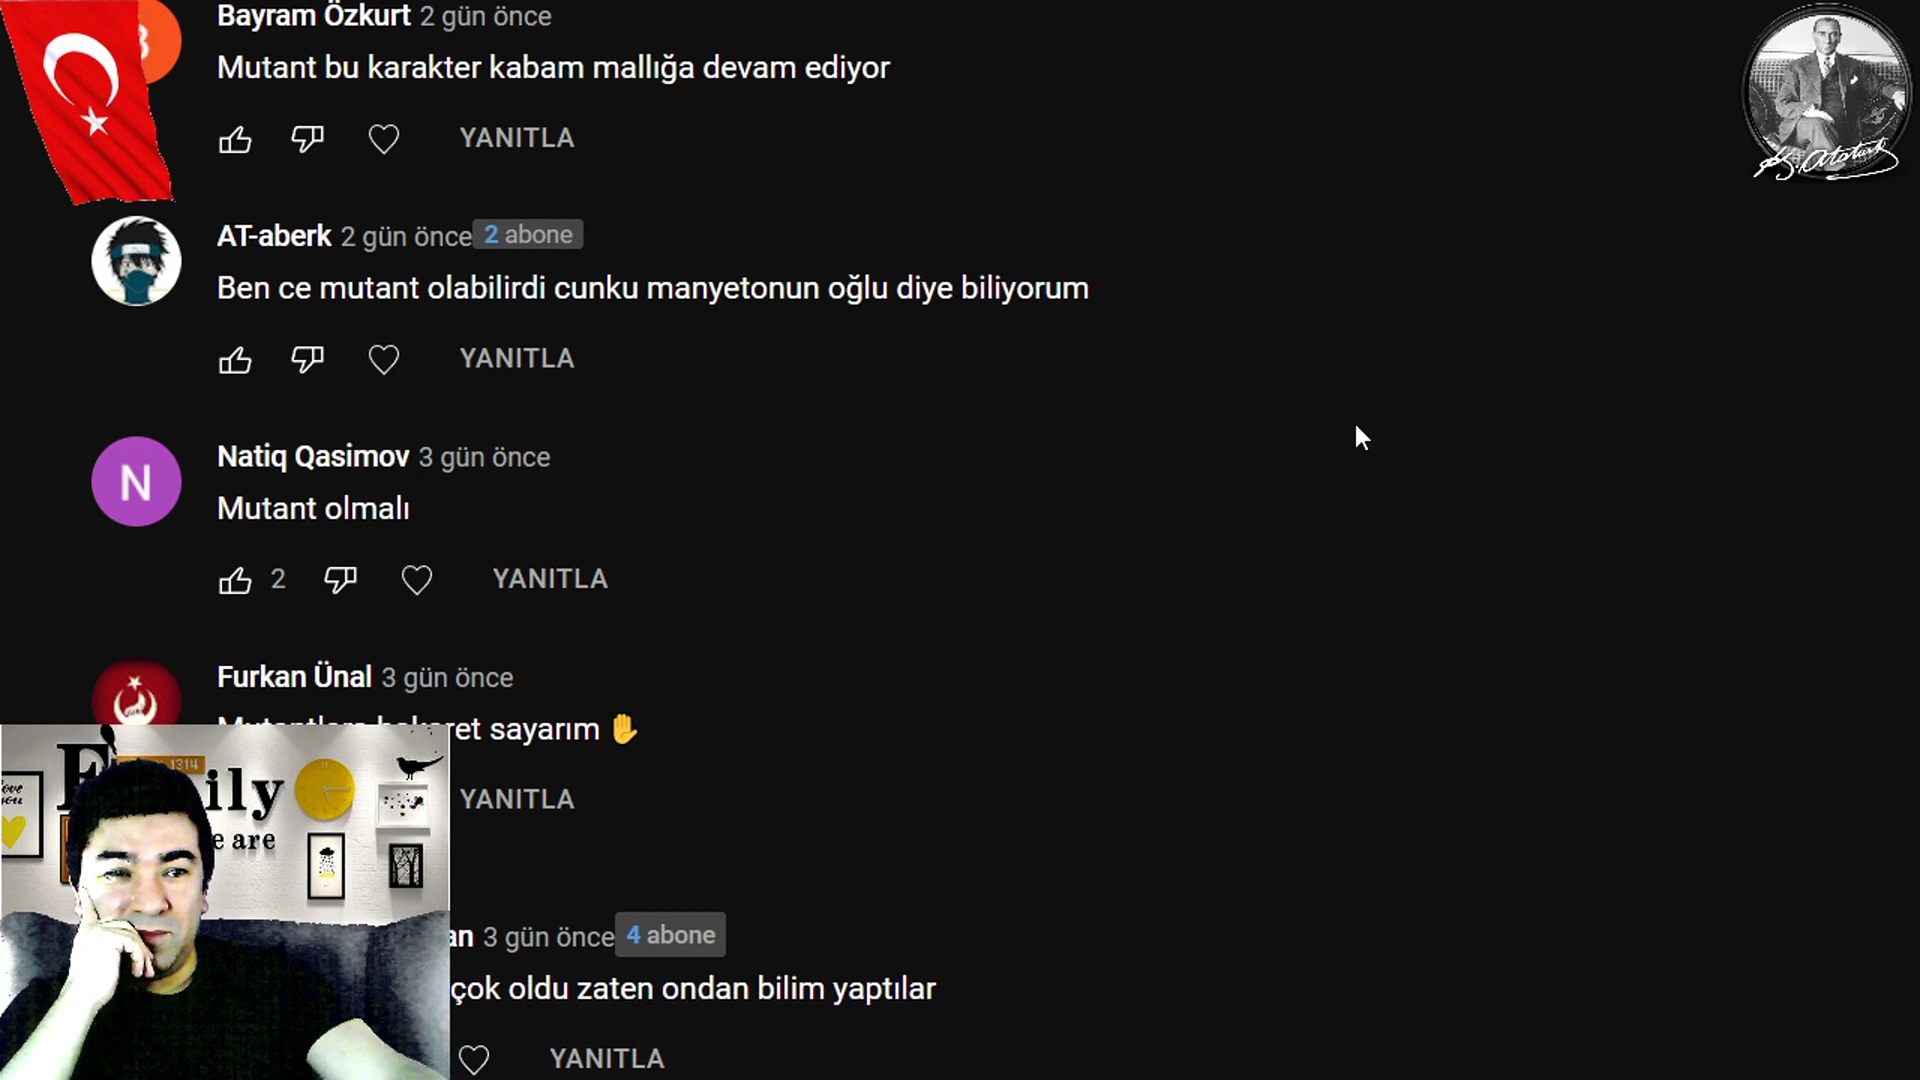 Bayram Özkurt 2 gün önce
Mutant bu karakter kabam mallığa devam ediyor
YANITLA
AT-aberk 2 gün önce 2 abone
Ben ce mutant olabilirdi cunku manyetonun oğlu diye biliyorum
YANITLA
N
Natiq Qasimov 3 gün önce
Mutant olmalı
2 YANITLA
Furkan Ünal 3 gün önce
sayarım ✋
YANITLA
3 gün önce 4 abone
çok oldu zaten ondan bilim yaptılar
YANITLA
K. Atatürk
1314
ily
e are